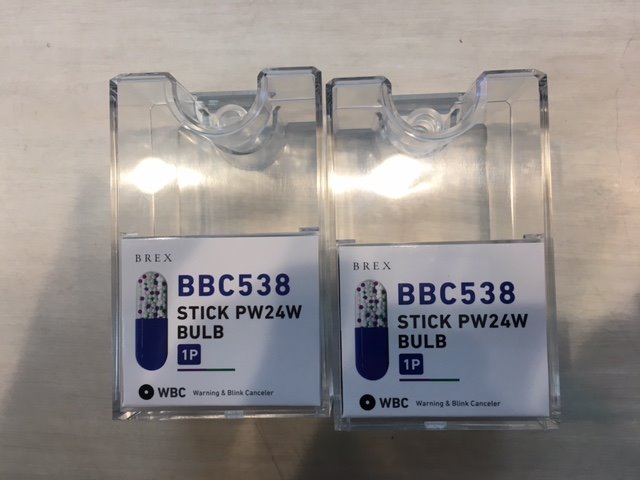 BREX
BBC538
STICK PW24W
BULB
1P
WBC Warning & Blink Canceler
BREX
BBC538
STICK PW24W
BULB
1P
WBC Warning & Blink Canceler